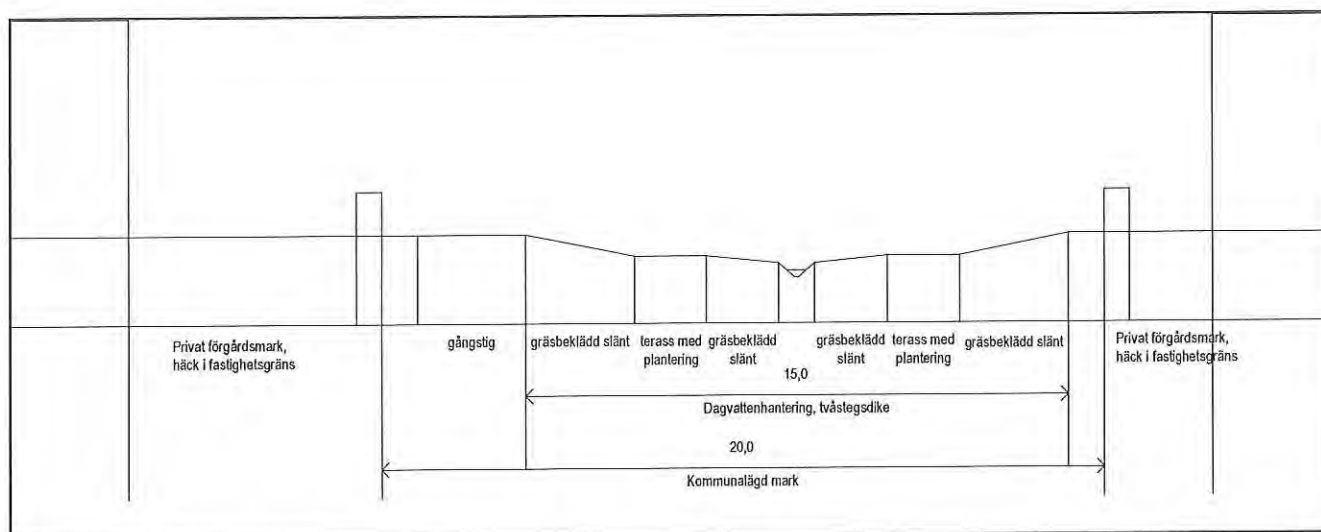 Privat förgårdsmark,
häck i fastighetsgräns
gångstig
gräsbeklädd slänt
terass med
plantering
gräsbeklädd
slänt
gräsbeklädd
slänt
terass med
plantering
gräsbeklädd slänt
Privat förgårdsmark,
häck i fastighetsgräns
15,0
Dagvattenhantering, tvåstegsdike
20,0
Kommunalägd mark